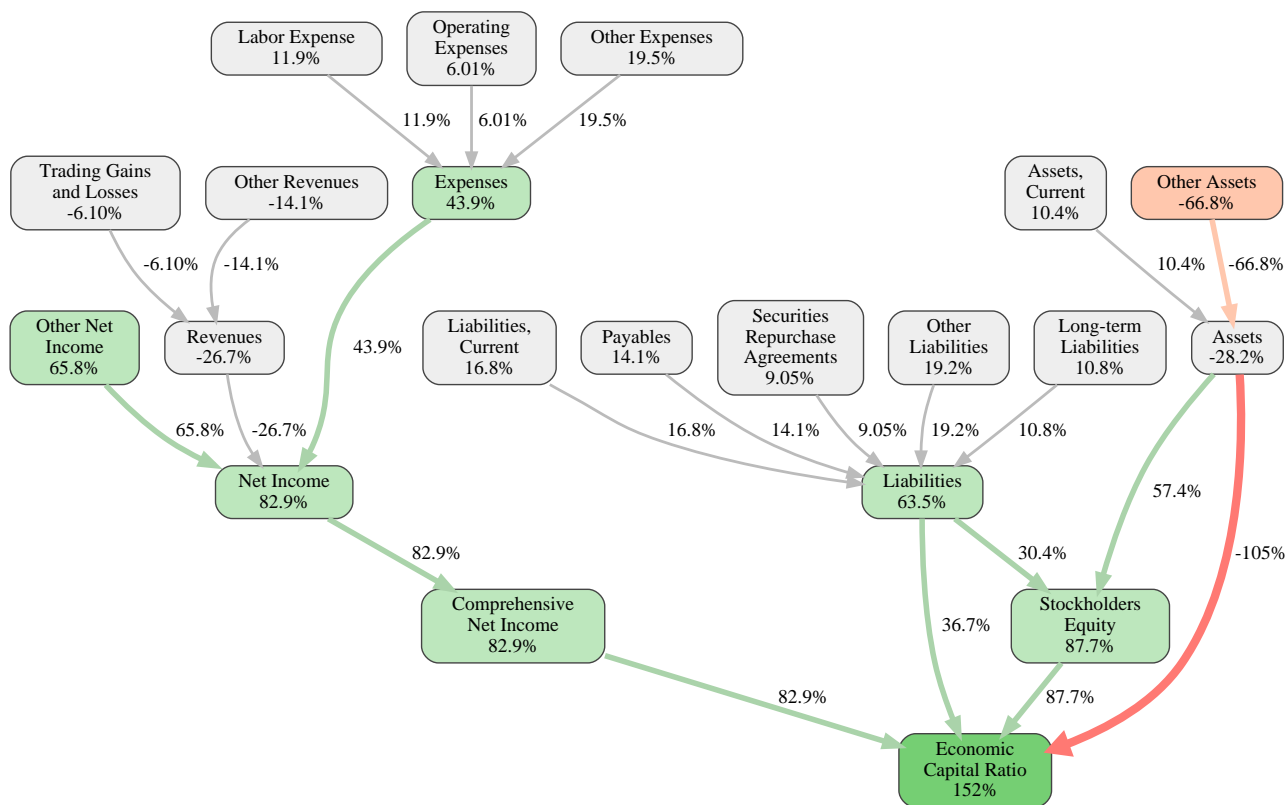 Labor Expense
11.9%
Operating
Expenses
6.01%
Other Expenses
19.5%
11.9%
6.01%
19.5%
Trading Gains
and Losses
-6.10%
Other Revenues
-14.1%
Expenses
43.9%
Assets,
Current
10.4%
Other Assets
-66.8%
-6.10%
-14.1%
10.4%
-66.8%
Other Net
Income
65.8%
Revenues
-26.7%
43.9%
Liabilities,
Current
16.8%
Payables
14.1%
Securities
Repurchase
Agreements
9.05%
Other
Liabilities
19.2%
Long-term
Liabilities
10.8%
Assets
-28.2%
65.8%
-26.7%
16.8%
14.1%
9.05%
19.2%
10.8%
Net Income
82.9%
Liabilities
63.5%
57.4%
82.9%
30.4%
-105%
Comprehensive
Net Income
82.9%
36.7%
Stockholders
Equity
87.7%
82.9%
87.7%
Economic
Capital Ratio
152%